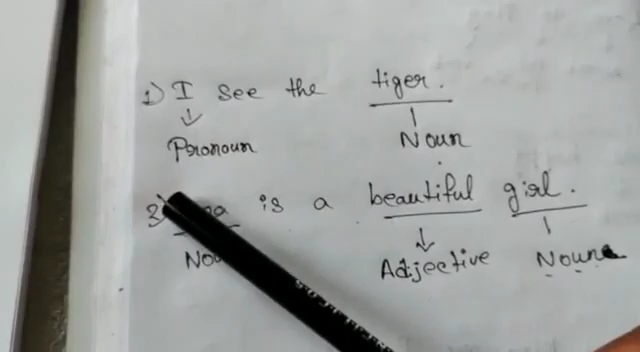 1) I see the tiger.
Pronoun Noun
is a beautiful girl.
Adjective Noun